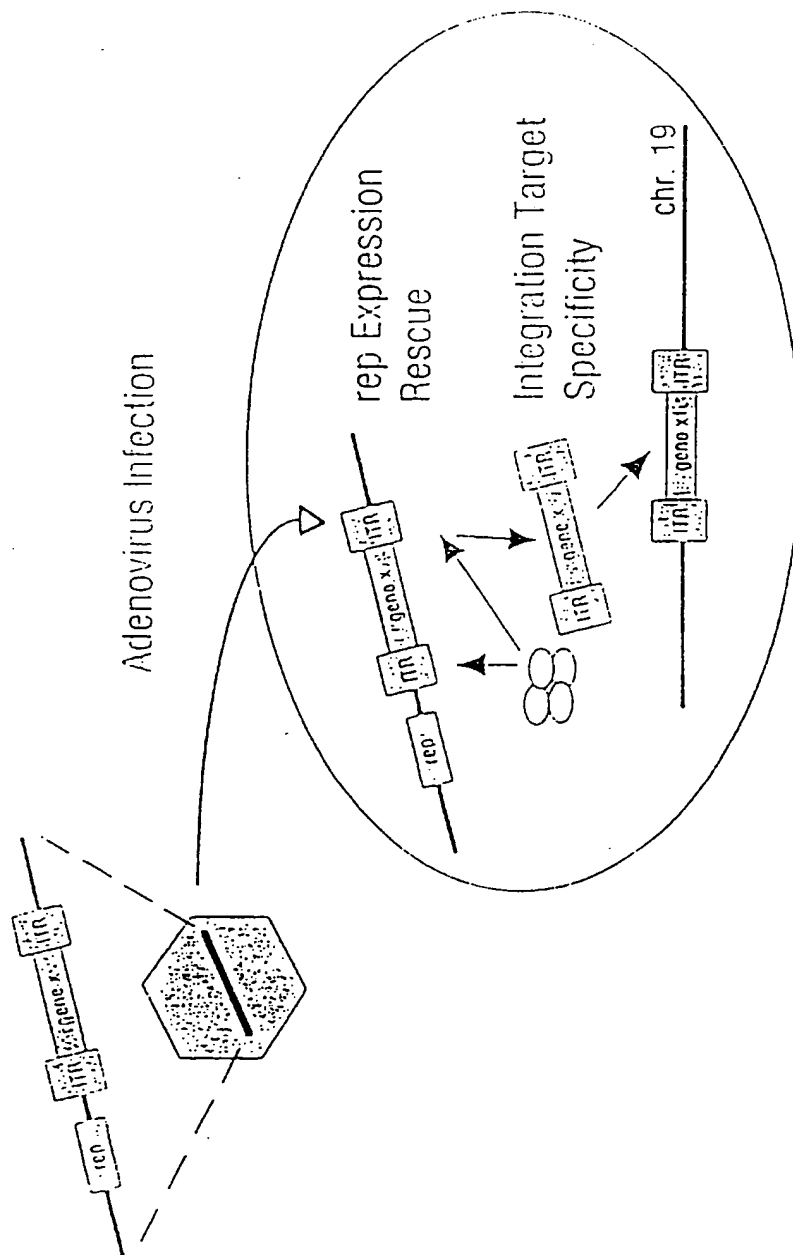 rep
ITR
gene x
ITR
Adenovirus Infection
rep
ITR
gene x
ITR
rep Expression
Rescue
ITR
gene x
ITR
Integration Target
Specificity
ITR
gene x
ITR
chr. 19